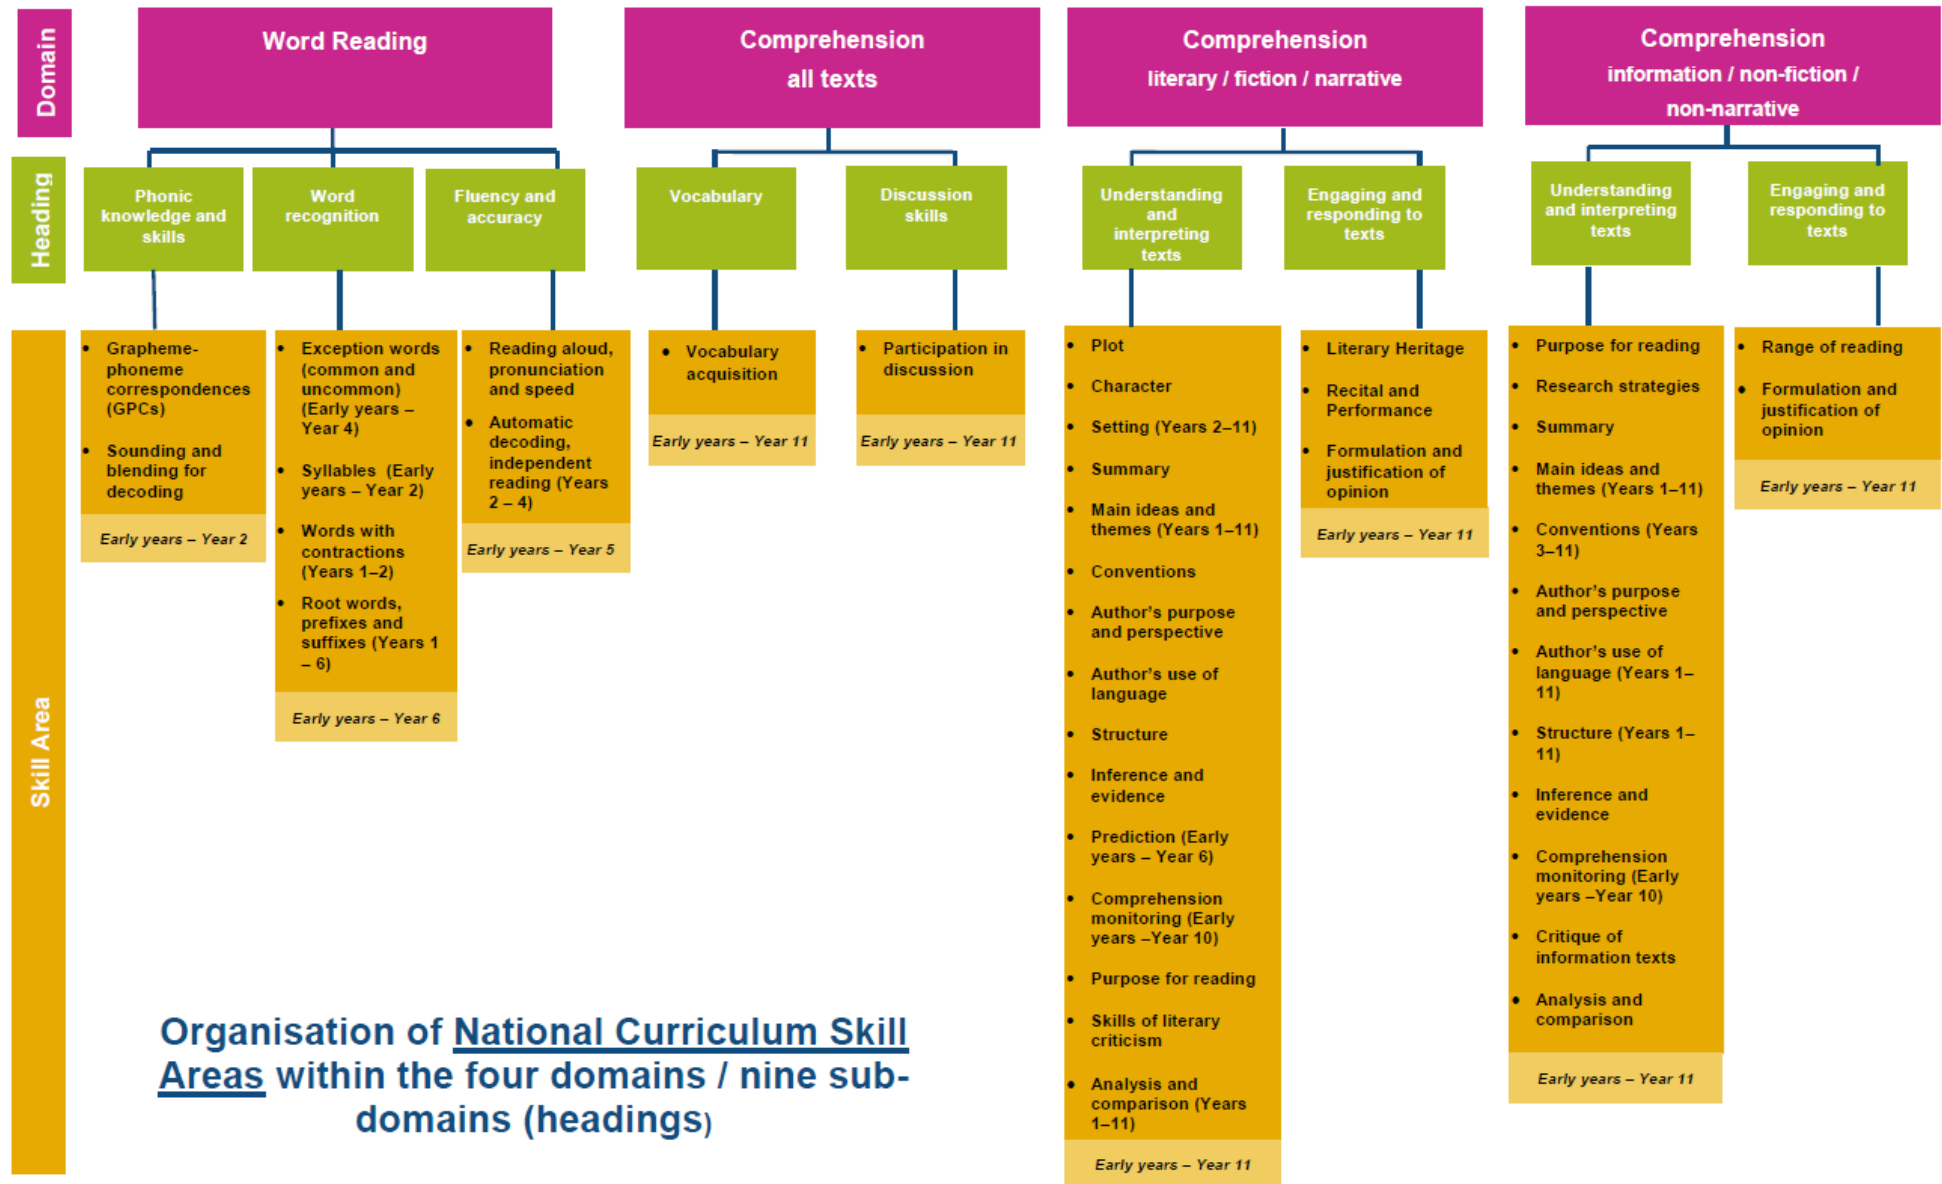 Domain
Word Reading
Comprehension
all texts
Comprehension
literary / fiction / narrative
Comprehension
information / non-fiction /
non-narrative
Heading
Phonic
knowledge and
skills
Word
recognition
Fluency and
accuracy
Vocabulary
Discussion
skills
Understanding
and
interpreting
texts
Engaging and
responding to
texts
Understanding
and interpreting
texts
Engaging and
responding to
texts
Skill Area
• Grapheme-
phoneme
correspondences
(GPCs)
• Sounding and
blending for
decoding
Early years – Year 2
• Exception words
(common and
uncommon)
(Early years –
Year 4)
• Syllables (Early
years – Year 2)
• Words with
contractions
(Years 1–2)
• Root words,
prefixes and
suffixes (Years 1
– 6)
Early years – Year 6
• Reading aloud,
pronunciation
and speed
• Automatic
decoding,
independent
reading (Years
2 – 4)
Early years – Year 5
• Vocabulary
acquisition
Early years – Year 11
• Participation in
discussion
Early years – Year 11
• Plot
• Character
• Setting (Years 2–11)
• Summary
• Main ideas and
themes (Years 1–11)
• Conventions
• Author's purpose
and perspective
• Author's use of
language
• Structure
• Inference and
evidence
• Prediction (Early
years – Year 6)
• Comprehension
monitoring (Early
years –Year 10)
• Purpose for reading
• Skills of literary
criticism
• Analysis and
comparison (Years
1–11)
Early years – Year 11
• Literary Heritage
• Recital and
Performance
• Formulation and
justification of
opinion
Early years – Year 11
• Purpose for reading
• Research strategies
• Summary
• Main ideas and
themes (Years 1–11)
• Conventions (Years
3–11)
• Author's purpose
and perspective
• Author's use of
language (Years 1–
11)
• Structure (Years 1–
11)
• Inference and
evidence
• Comprehension
monitoring (Early
years –Year 10)
• Critique of
information texts
• Analysis and
comparison
Early years – Year 11
• Range of reading
• Formulation and
justification of
opinion
Early years – Year 11
Organisation of National Curriculum Skill
Areas within the four domains / nine sub-
domains (headings)